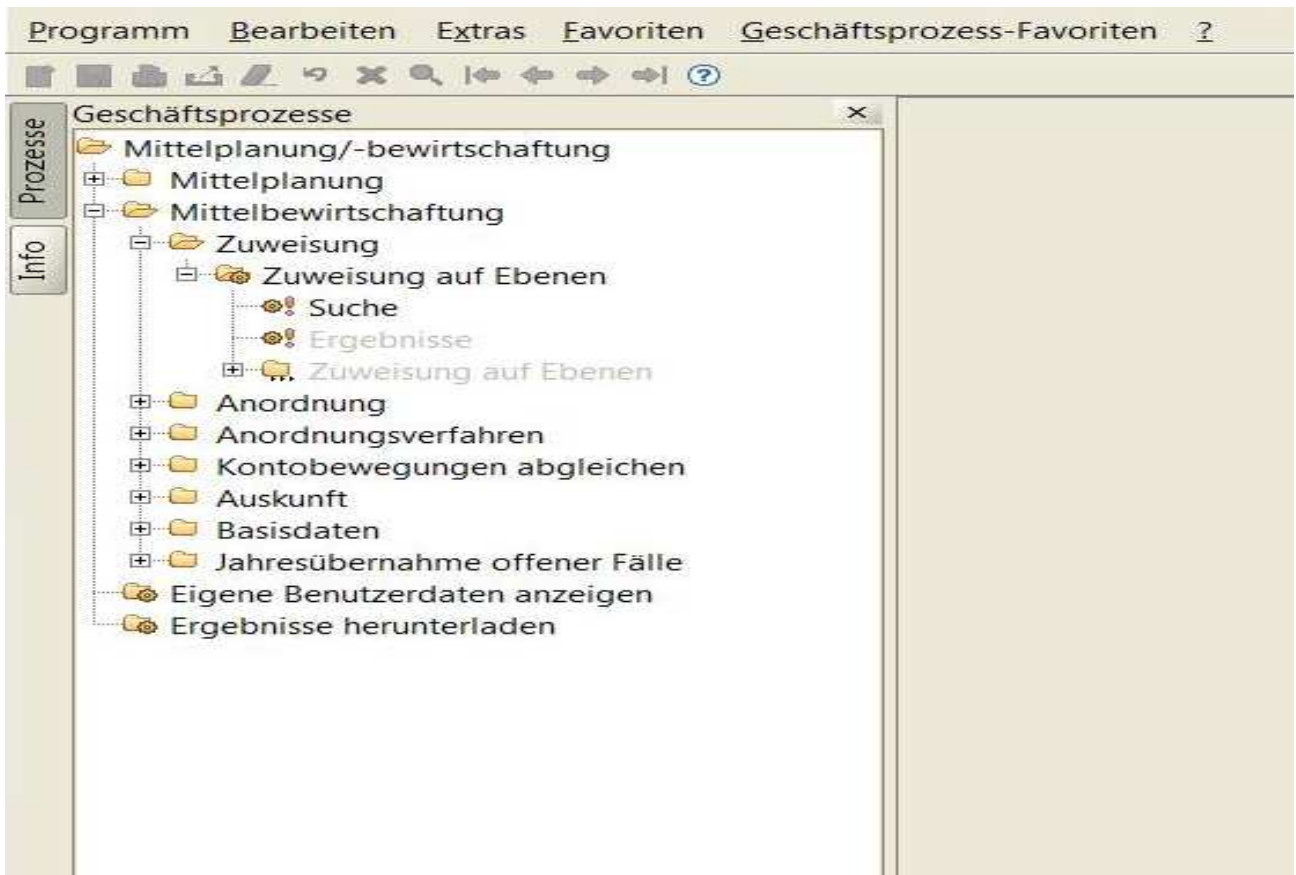 Programm Bearbeiten Extras Favoriten Geschäftsprozess-Favoriten ?
Prozesse
Info
Geschäftsprozesse
Mittelplanung/-bewirtschaftung
Mittelplanung
Mittelbewirtschaftung
Zuweisung
Zuweisung auf Ebenen
Suche
Ergebnisse
Zuweisung auf Ebenen
Anordnung
Anordnungsverfahren
Kontobewegungen abgleichen
Auskunft
Basisdaten
Jahresübernahme offener Fälle
Eigene Benutzerdaten anzeigen
Ergebnisse herunterladen